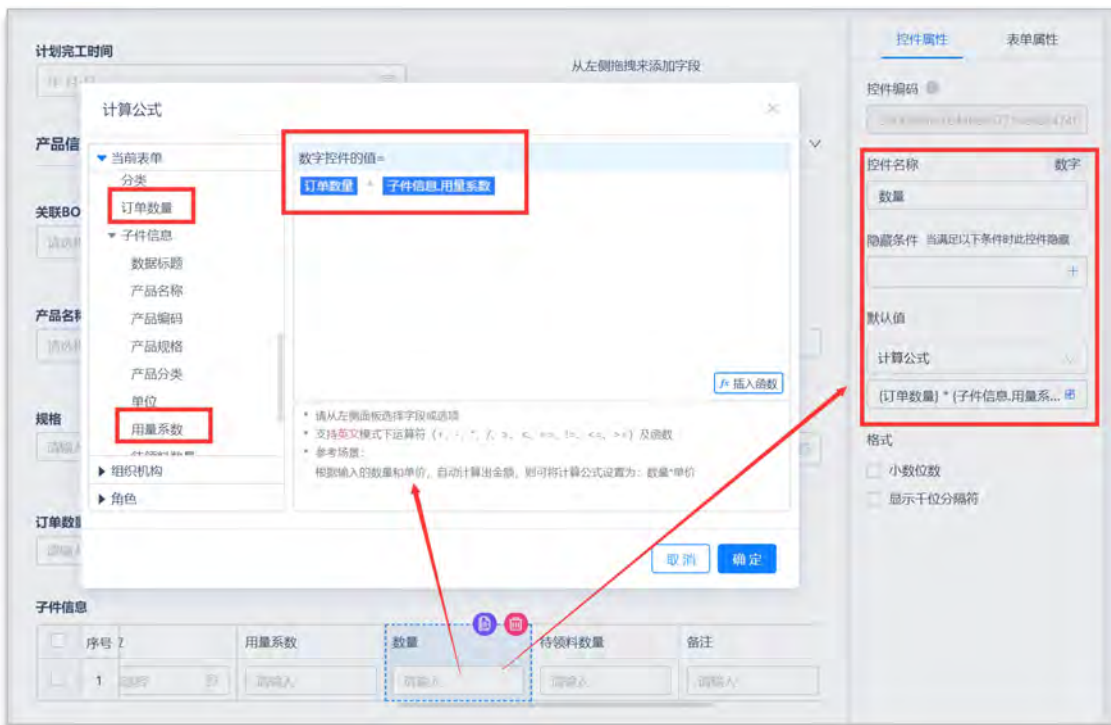 计划完工时间
从左侧拖拽来添加字段
控件属性
表单属性
控件编码
计算公式
产品信
当前表单
分类
订单数量
子件信息
数据标题
产品名称
产品编码
产品规格
产品分类
单位
用量系数
待领料数量
组织机构
角色
数字控件的值=
订单数量 * 子件信息.用量系数
fx 插入函数
* 请从左侧面板选择字段或选项
* 支持英文模式下运算符 (+, -, *, /, >, <, ==, !=, <=, >=) 及函数
* 参考场景:
根据输入的数量和单价,自动计算出金额,则可将计算公式设置为:数量*单价
取消
确定
关联BO
产品名称
规格
订单数量
控件名称
数字
数量
隐藏条件 当满足以下条件时此控件隐藏
默认值
计算公式
(订单数量) * (子件信息.用量系...
格式
小数位数
显示千位分隔符
子件信息
序号
用量系数
数量
待领料数量
备注
1
请输入
请输入
请输入
请输入